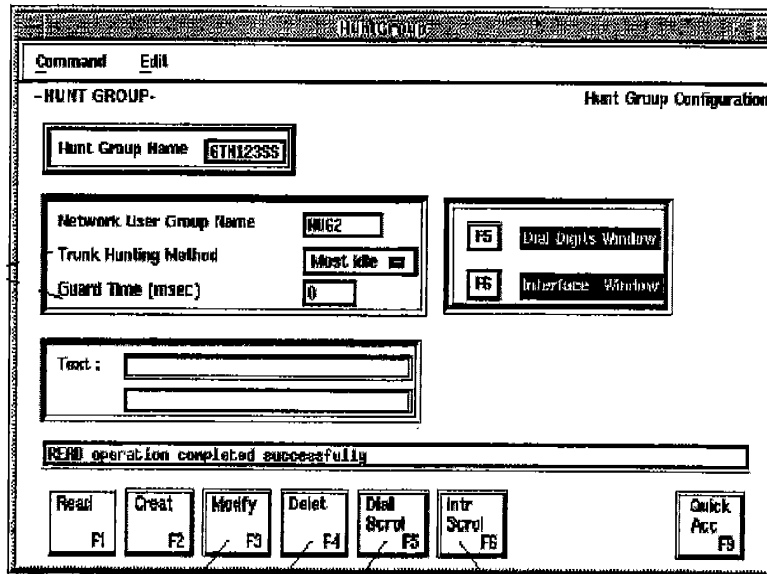 HuntGroup
Command Edit
-HUNT GROUP-
Hunt Group Configuration
Hunt Group Name 6TN123SS
Network User Group Name NUG2
Trunk Hunting Method Most Idle
Guard Time (msec) 0
F5 Dial Digits Window
F6 Interface Window
Text :
READ operation completed successfully
Read F1
Creat F2
Modify F3
Delet F4
Dial Scrol F5
Intr Scrol F6
Quick Acc F9